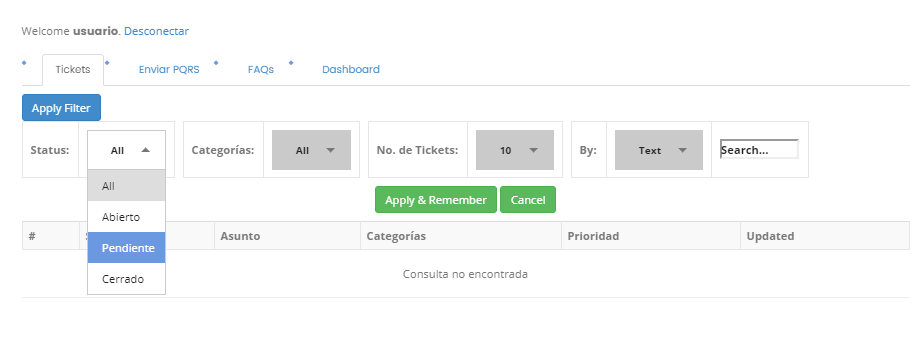 Welcome usuario. Desconectar
Tickets Enviar PQRS FAQs Dashboard
Apply Filter
Status: All Categorías: All No. de Tickets: 10 By: Text Search...
All
Abierto
Pendiente
Cerrado
Apply & Remember Cancel
# Asunto Categorías Prioridad Updated
Consulta no encontrada